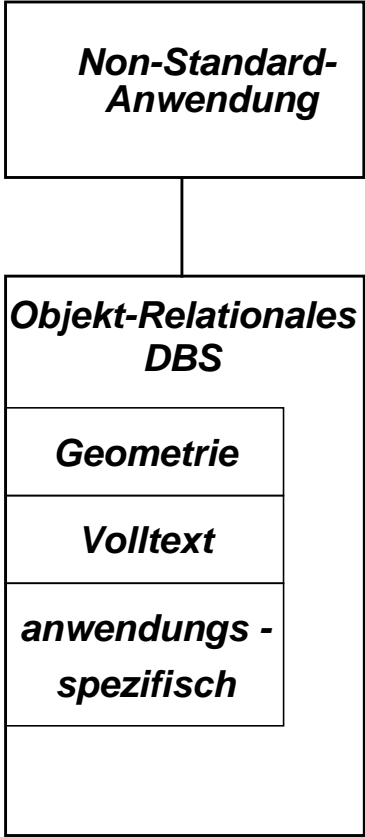 Non-Standard-
Anwendung
Objekt-Relationales
DBS
Geometrie
Volltext
anwendungs -
spezifisch